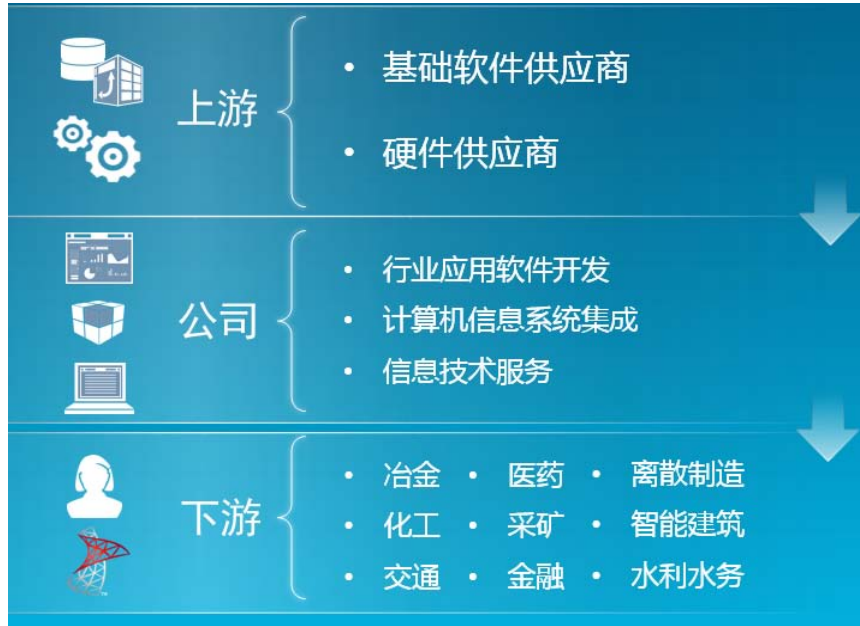 上游
• 基础软件供应商
• 硬件供应商
公司
• 行业应用软件开发
• 计算机信息系统集成
• 信息技术服务
下游
• 冶金 • 医药 • 离散制造
• 化工 • 采矿 • 智能建筑
• 交通 • 金融 • 水利水务